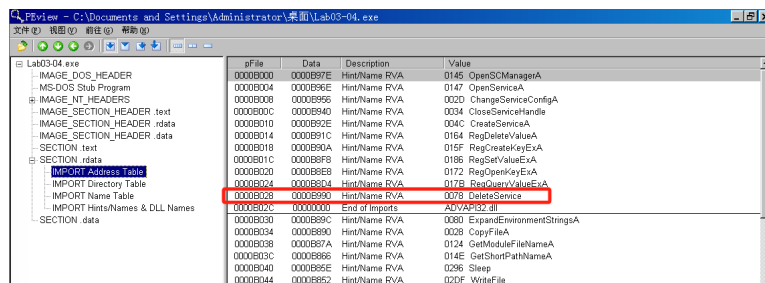 PEview - C:\Documents and Settings\Administrator\桌面\Lab03-04.exe
文件(F) 视图(V) 前往(G) 帮助(H)
Lab03-04.exe
IMAGE_DOS_HEADER
MS-DOS Stub Program
IMAGE_NT_HEADERS
IMAGE_SECTION_HEADER .text
IMAGE_SECTION_HEADER .rdata
IMAGE_SECTION_HEADER .data
SECTION .text
SECTION .rdata
IMPORT Address Table
IMPORT Directory Table
IMPORT Name Table
IMPORT Hints/Names & DLL Names
SECTION .data
pFile Data Description Value
0000B000 0000B97E Hint/Name RVA 0145 OpenSCManagerA
0000B004 0000B96E Hint/Name RVA 0147 OpenServiceA
0000B008 0000B956 Hint/Name RVA 002D ChangeServiceConfigA
0000B00C 0000B940 Hint/Name RVA 0034 CloseServiceHandle
0000B010 0000B92E Hint/Name RVA 004C CreateServiceA
0000B014 0000B91C Hint/Name RVA 0164 RegDeleteValueA
0000B018 0000B90A Hint/Name RVA 015F RegCreateKeyExA
0000B01C 0000B8F8 Hint/Name RVA 0186 RegSetValueExA
0000B020 0000B8E8 Hint/Name RVA 0172 RegOpenKeyExA
0000B024 0000B8D4 Hint/Name RVA 017B RegQueryValueExA
0000B028 0000B990 Hint/Name RVA 0078 DeleteService
0000B02C 00000000 End of Imports ADVAPI32.dll
0000B030 0000B89C Hint/Name RVA 0080 ExpandEnvironmentStringsA
0000B034 0000B890 Hint/Name RVA 0028 CopyFileA
0000B038 0000B87A Hint/Name RVA 0124 GetModuleFileNameA
0000B03C 0000B866 Hint/Name RVA 014E GetShortPathNameA
0000B040 0000B85E Hint/Name RVA 0296 Sleep
0000B044 0000B852 Hint/Name RVA 02DF WriteFile